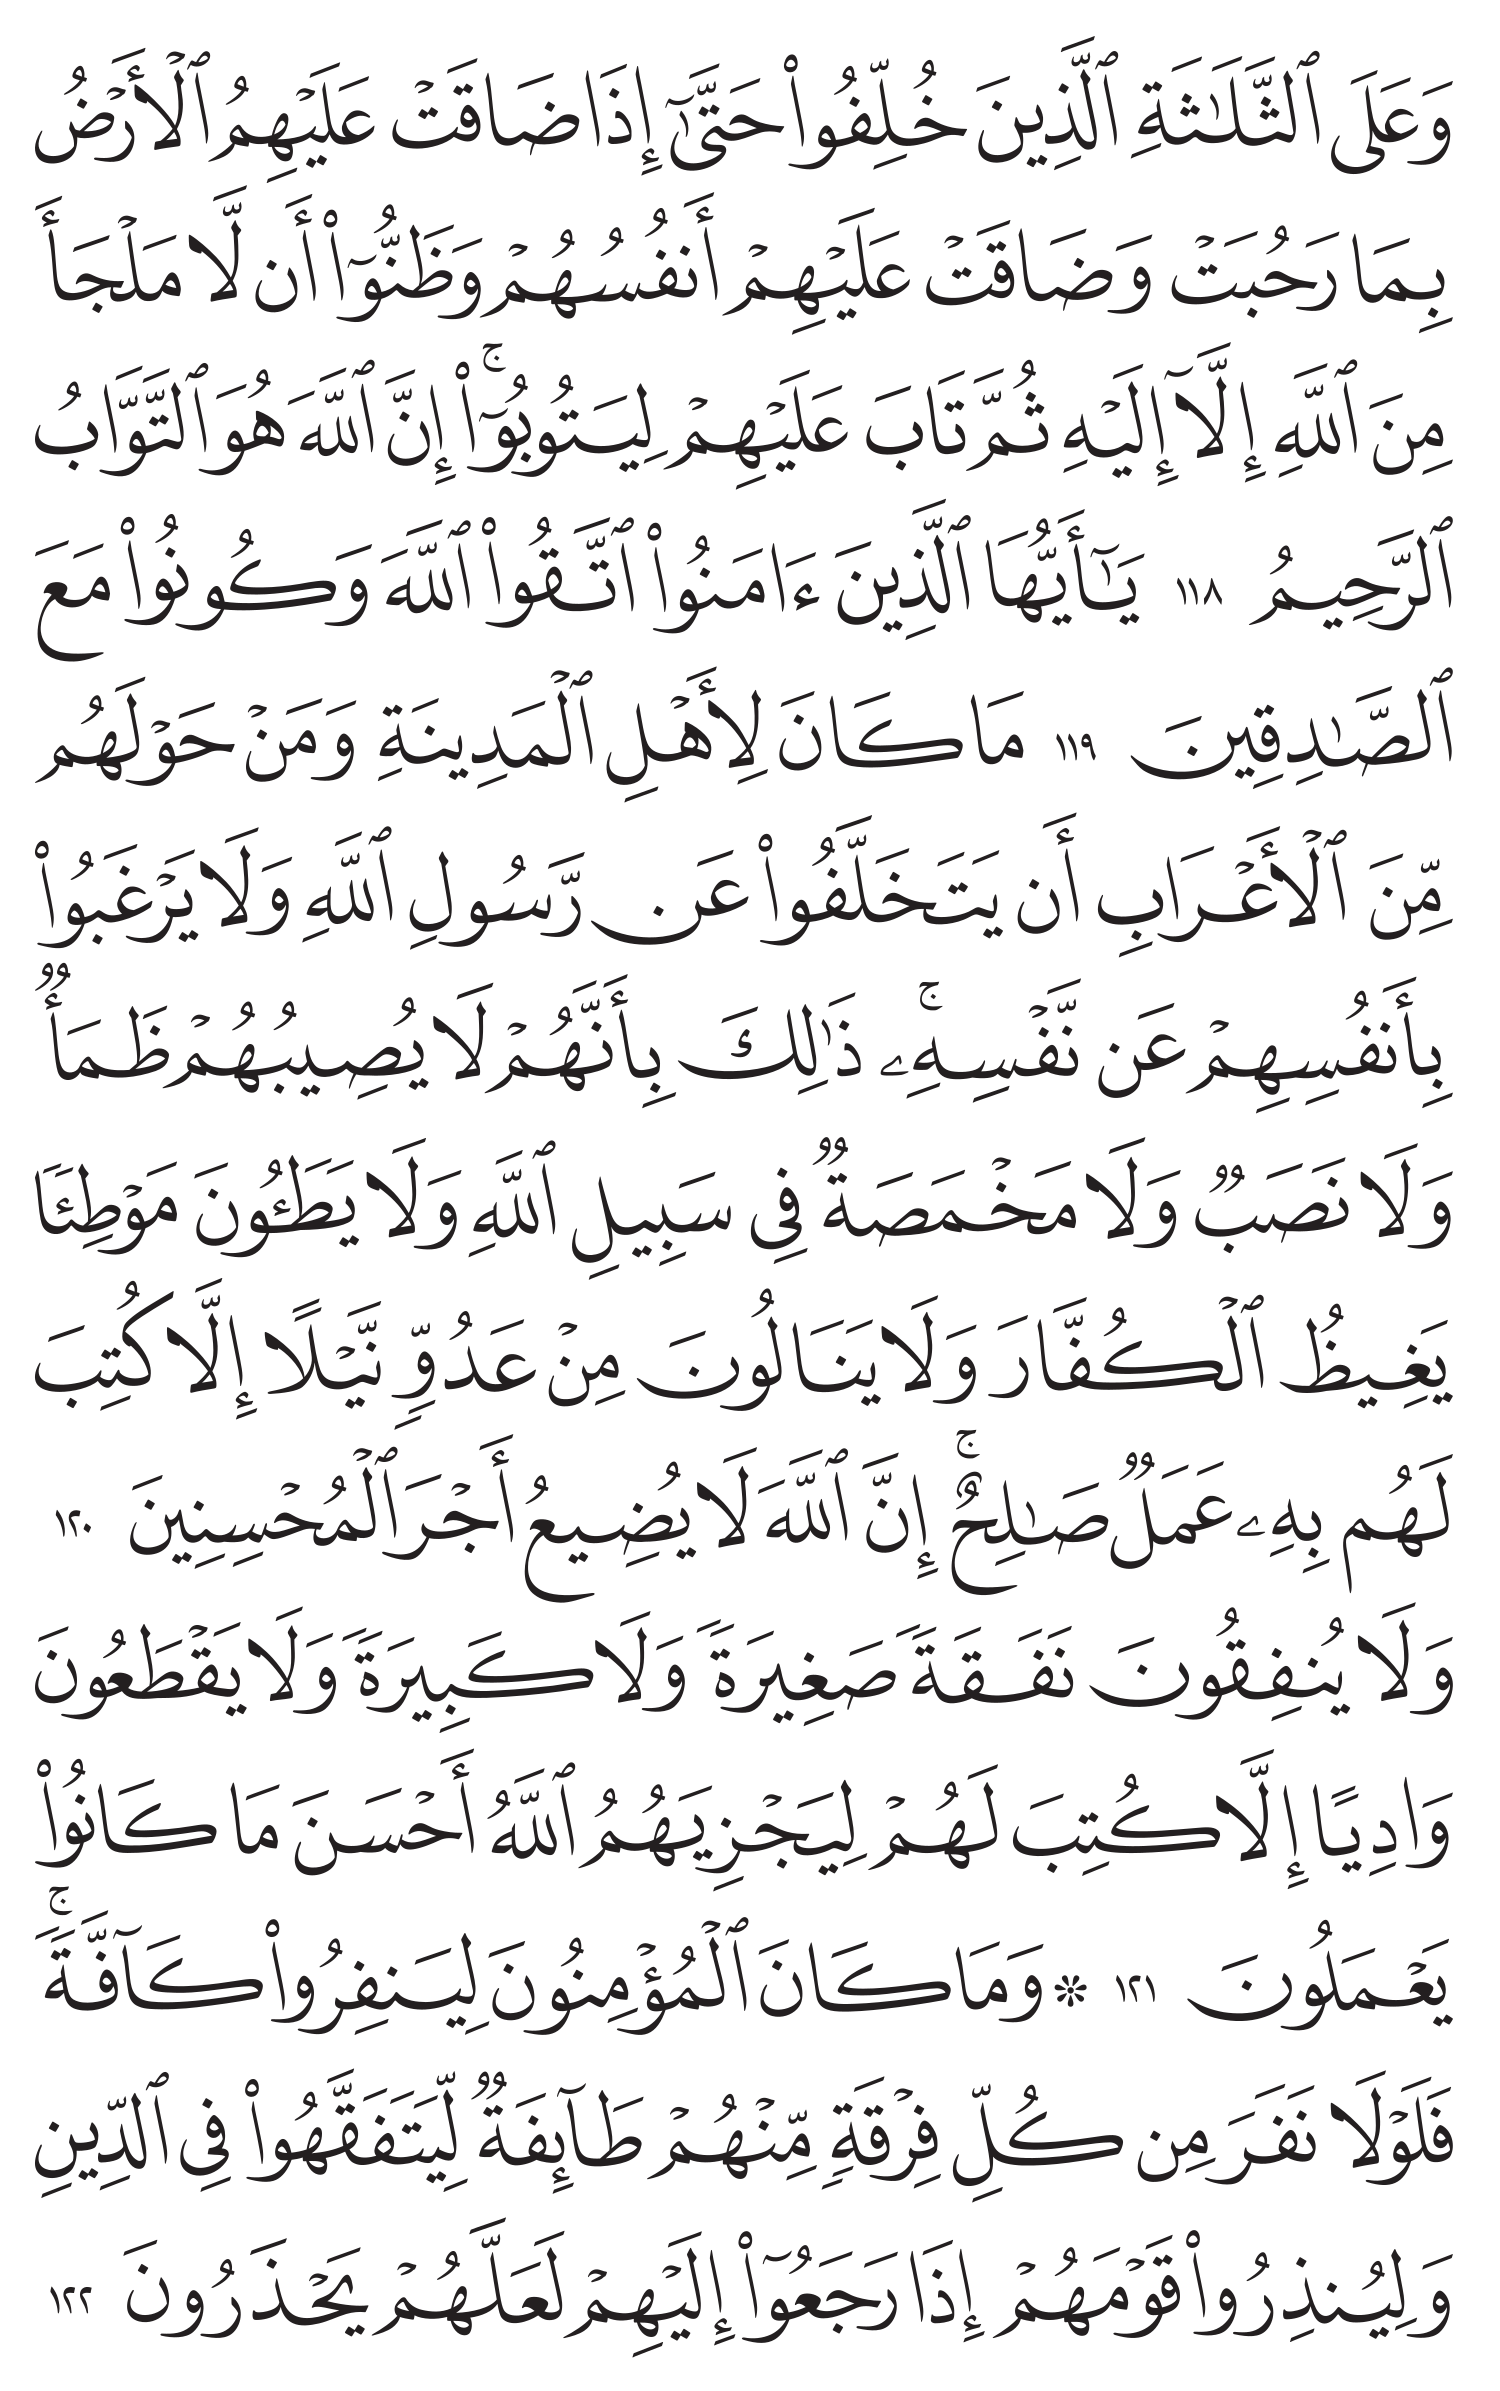 وَعَلَى ٱلثَّلَٰثَةِ ٱلَّذِينَ خُلِّفُوا۟ حَتَّىٰٓ إِذَا ضَاقَتْ عَلَيْهِمُ ٱلْأَرْضُ
بِمَا رَحُبَتْ وَضَاقَتْ عَلَيْهِمْ أَنفُسُهُمْ وَظَنُّوٓا۟ أَن لَّا مَلْجَأَ
مِنَ ٱللَّهِ إِلَّآ إِلَيْهِ ثُمَّ تَابَ عَلَيْهِمْ لِيَتُوبُوٓا۟ ۚ إِنَّ ٱللَّهَ هُوَ ٱلتَّوَّابُ
ٱلرَّحِيمُ ١١٨ يَٰٓأَيُّهَا ٱلَّذِينَ ءَامَنُوا۟ ٱتَّقُوا۟ ٱللَّهَ وَكُونُوا۟ مَعَ
ٱلصَّٰدِقِينَ ١١٩ مَا كَانَ لِأَهْلِ ٱلْمَدِينَةِ وَمَنْ حَوْلَهُم
مِّنَ ٱلْأَعْرَابِ أَن يَتَخَلَّفُوا۟ عَن رَّسُولِ ٱللَّهِ وَلَا يَرْغَبُوا۟
بِأَنفُسِهِمْ عَن نَّفْسِهِۦ ۚ ذَٰلِكَ بِأَنَّهُمْ لَا يُصِيبُهُمْ ظَمَأٌ
وَلَا نَصَبٌ وَلَا مَخْمَصَةٌ فِى سَبِيلِ ٱللَّهِ وَلَا يَطَـُٔونَ مَوْطِئًا
يَغِيظُ ٱلْكُفَّارَ وَلَا يَنَالُونَ مِنْ عَدُوٍّ نَّيْلًا إِلَّا كُتِبَ
لَهُم بِهِۦ عَمَلٌ صَٰلِحٌ ۚ إِنَّ ٱللَّهَ لَا يُضِيعُ أَجْرَ ٱلْمُحْسِنِينَ ١٢٠
وَلَا يُنفِقُونَ نَفَقَةً صَغِيرَةً وَلَا كَبِيرَةً وَلَا يَقْطَعُونَ
وَادِيًا إِلَّا كُتِبَ لَهُمْ لِيَجْزِيَهُمُ ٱللَّهُ أَحْسَنَ مَا كَانُوا۟
يَعْمَلُونَ ١٢١ ۞ وَمَا كَانَ ٱلْمُؤْمِنُونَ لِيَنفِرُوا۟ كَآفَّةً ۚ
فَلَوْلَا نَفَرَ مِن كُلِّ فِرْقَةٍ مِّنْهُمْ طَآئِفَةٌ لِّيَتَفَقَّهُوا۟ فِى ٱلدِّينِ
وَلِيُنذِرُوا۟ قَوْمَهُمْ إِذَا رَجَعُوٓا۟ إِلَيْهِمْ لَعَلَّهُمْ يَحْذَرُونَ ١٢٢